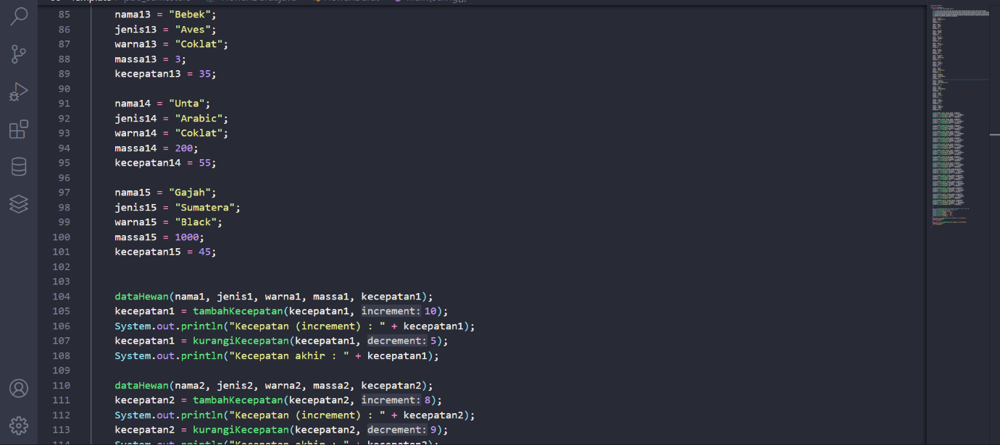 85 nama13 = "Bebek";
86 jenis13 = "Aves";
87 warna13 = "Coklat";
88 massa13 = 3;
89 kecepatan13 = 35;
90
91 nama14 = "Unta";
92 jenis14 = "Arabic";
93 warna14 = "Coklat";
94 massa14 = 200;
95 kecepatan14 = 55;
96
97 nama15 = "Gajah";
98 jenis15 = "Sumatera";
99 warna15 = "Black";
100 massa15 = 1000;
101 kecepatan15 = 45;
102
103
104 dataHewan(nama1, jenis1, warna1, massa1, kecepatan1);
105 kecepatan1 = tambahKecepatan(kecepatan1, increment: 10);
106 System.out.println("Kecepatan (increment) : " + kecepatan1);
107 kecepatan1 = kurangiKecepatan(kecepatan1, decrement: 5);
108 System.out.println("Kecepatan akhir : " + kecepatan1);
109
110 dataHewan(nama2, jenis2, warna2, massa2, kecepatan2);
111 kecepatan2 = tambahKecepatan(kecepatan2, increment: 8);
112 System.out.println("Kecepatan (increment) : " + kecepatan2);
113 kecepatan2 = kurangiKecepatan(kecepatan2, decrement: 9);
114 System.out.println("Kecepatan akhir : " + kecepatan2);